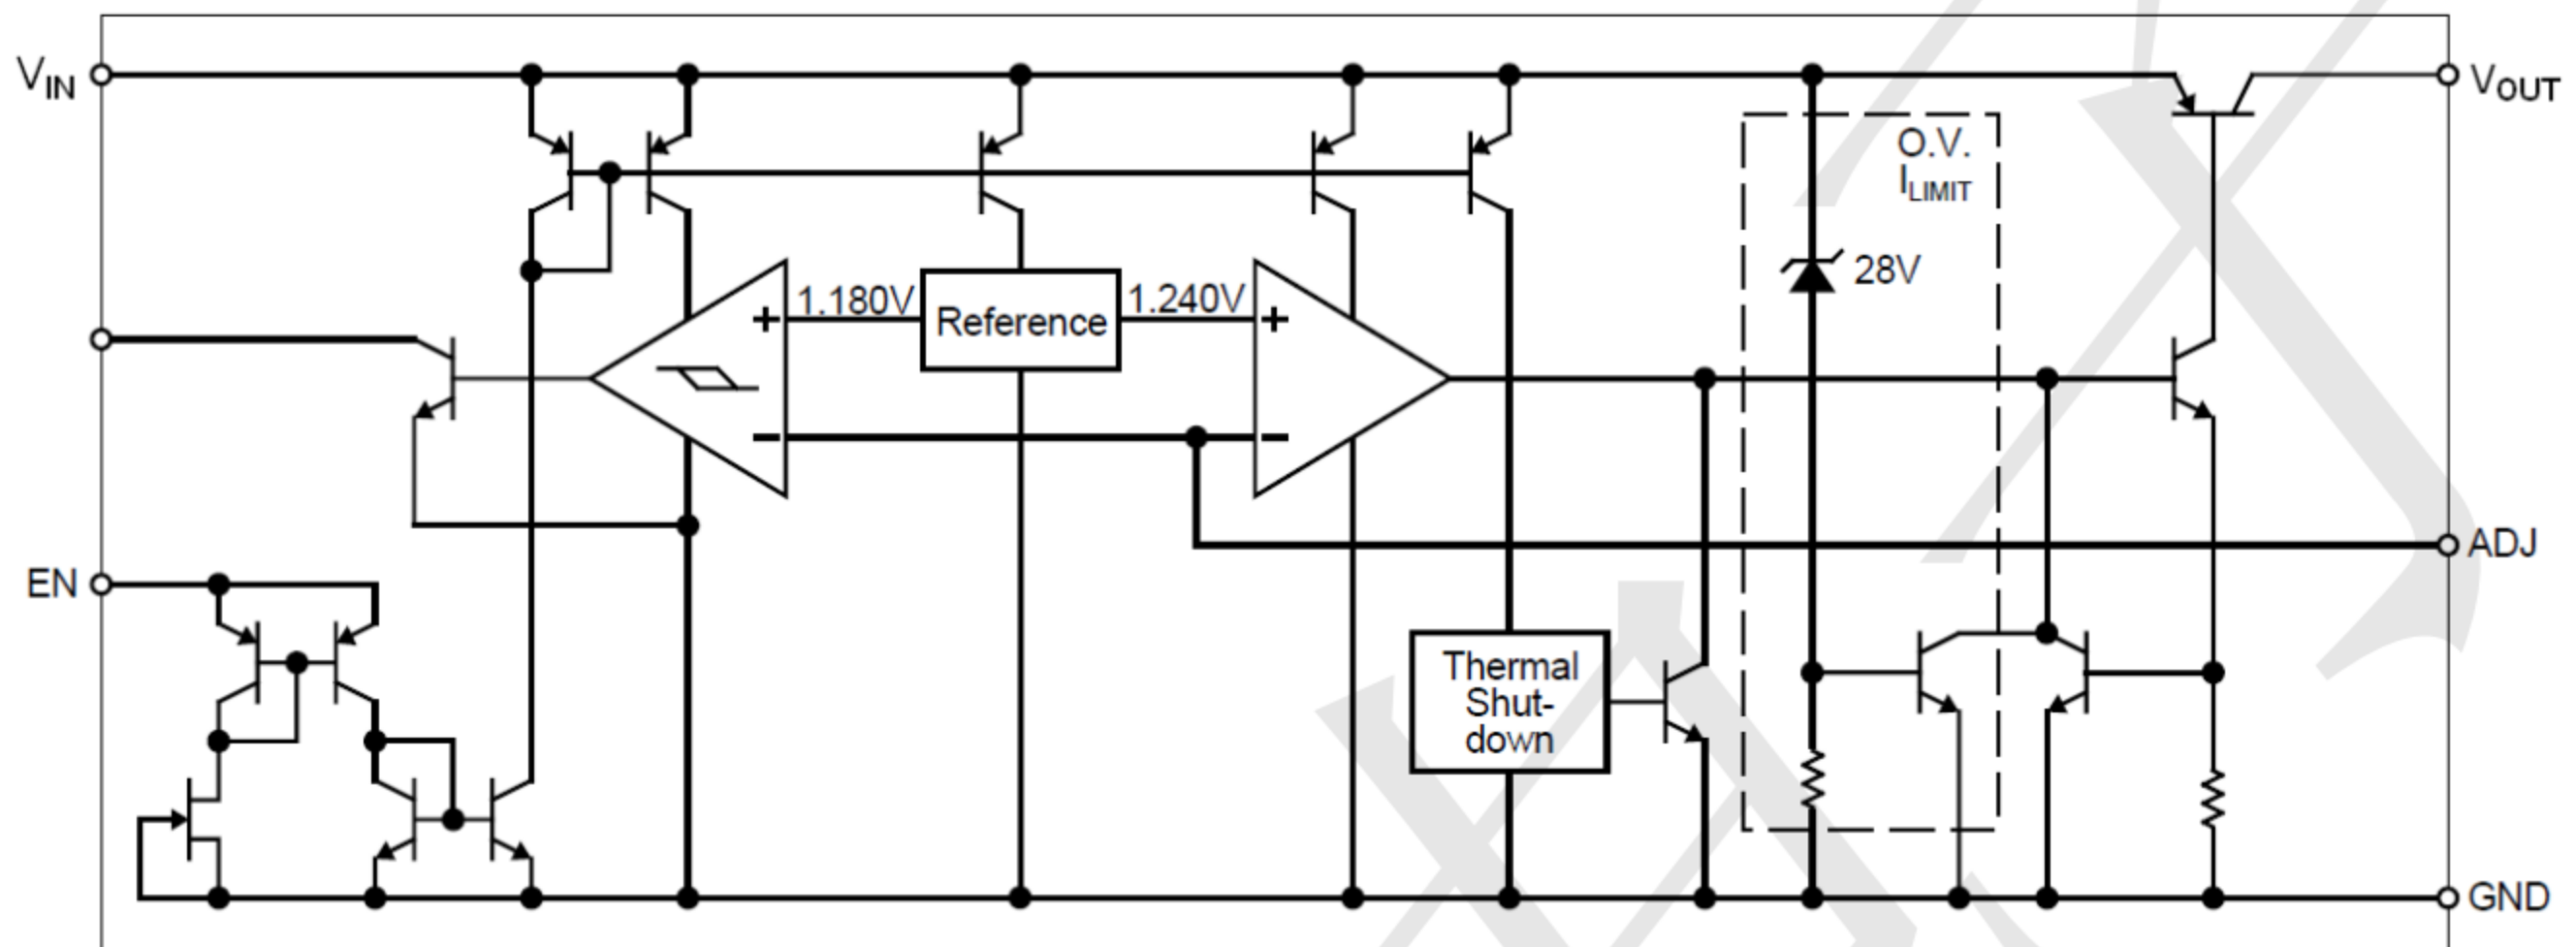 VIN
VOUT
O.V.
ILIMIT
28V
1.180V
Reference
1.240V
+
+
−
−
ADJ
EN
Thermal
Shut-
down
GND